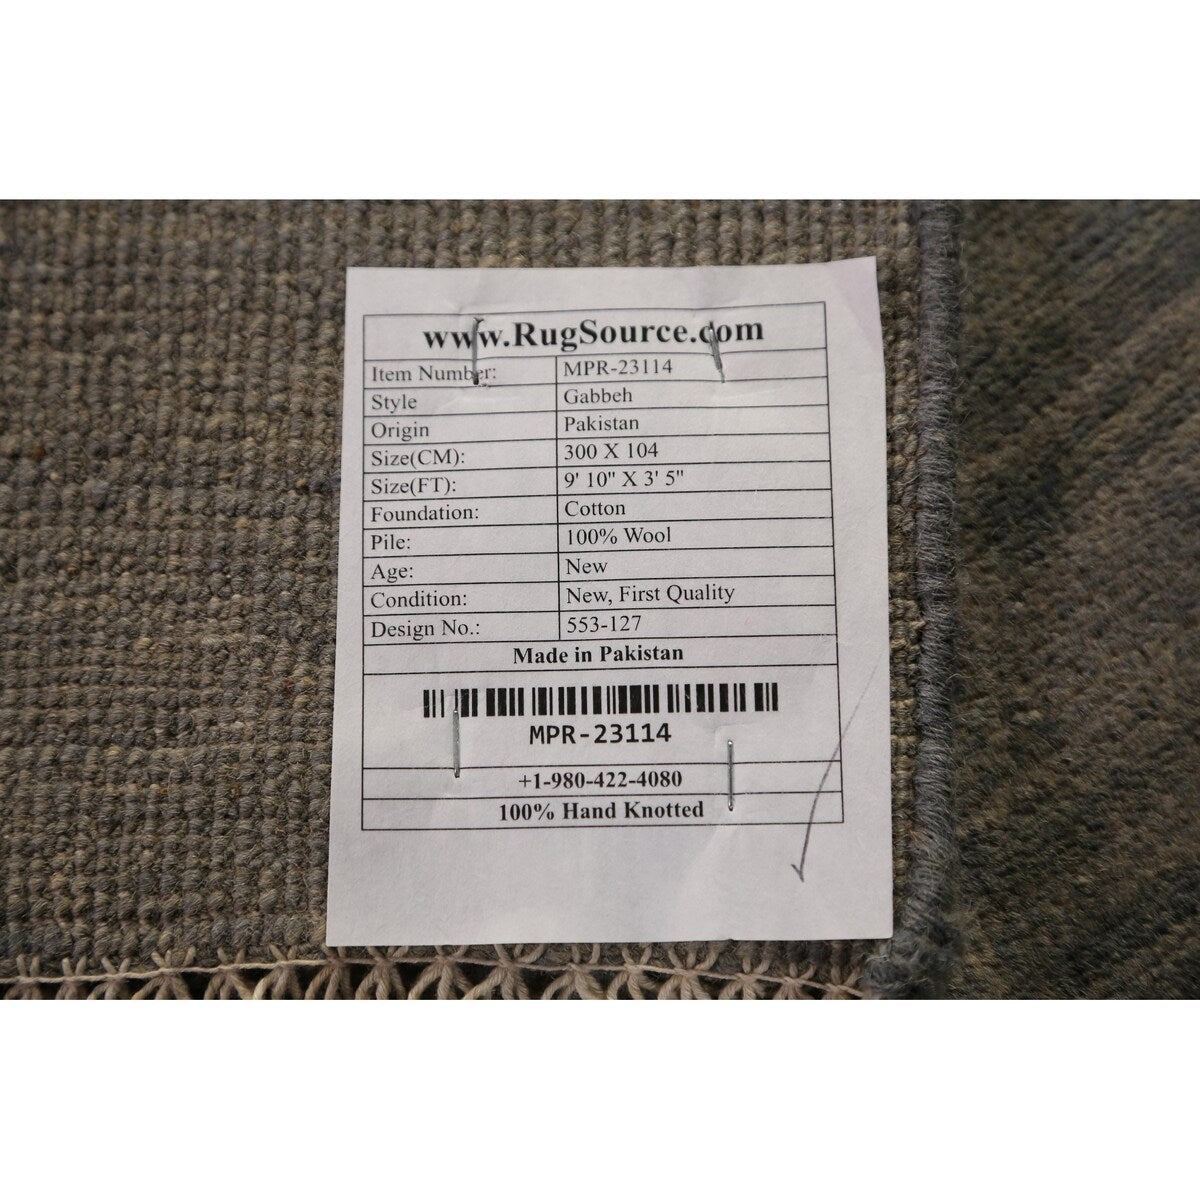 www.RugSource.com
Item Number: MPR-23114
Style Gabbeh
Origin Pakistan
Size(CM): 300 X 104
Size(FT): 9' 10" X 3' 5"
Foundation: Cotton
Pile: 100% Wool
Age: New
Condition: New, First Quality
Design No.: 553-127
Made in Pakistan
MPR-23114
+1-980-422-4080
100% Hand Knotted